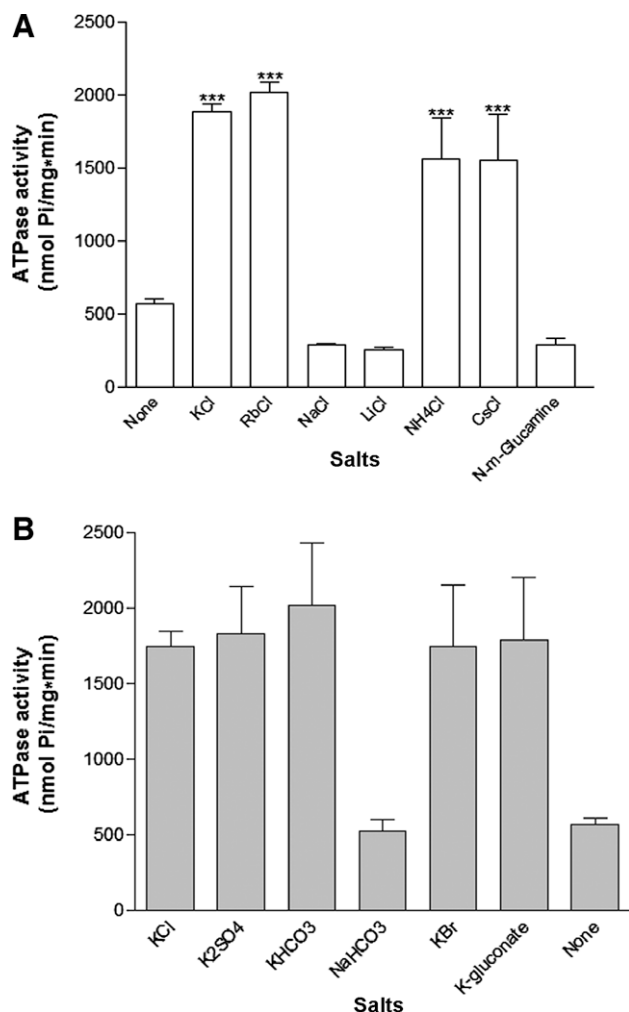 A
2500
2000
1500
1000
500
0
ATPase activity
(nmol Pi/mg*min)
*** *** *** ***
None KCl RbCl NaCl LiCl NH4Cl CsCl N-m-Glucamine
Salts
B
2500
2000
1500
1000
500
0
ATPase activity
(nmol Pi/mg*min)
KCl K2SO4 KHCO3 NaHCO3 KBr K-gluconate None
Salts